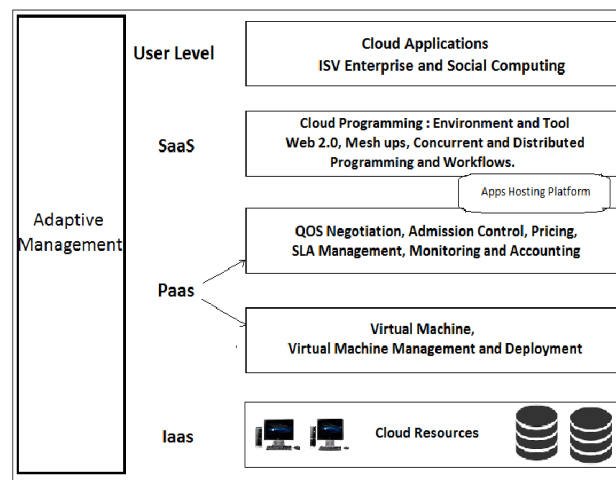 User Level
Cloud Applications
ISV Enterprise and Social Computing
SaaS
Cloud Programming : Environment and Tool
Web 2.0, Mesh ups, Concurrent and Distributed
Programming and Workflows.
Apps Hosting Platform
Adaptive
Management
QOS Negotiation, Admission Control, Pricing,
SLA Management, Monitoring and Accounting
Paas
Virtual Machine,
Virtual Machine Management and Deployment
Iaas
Cloud Resources